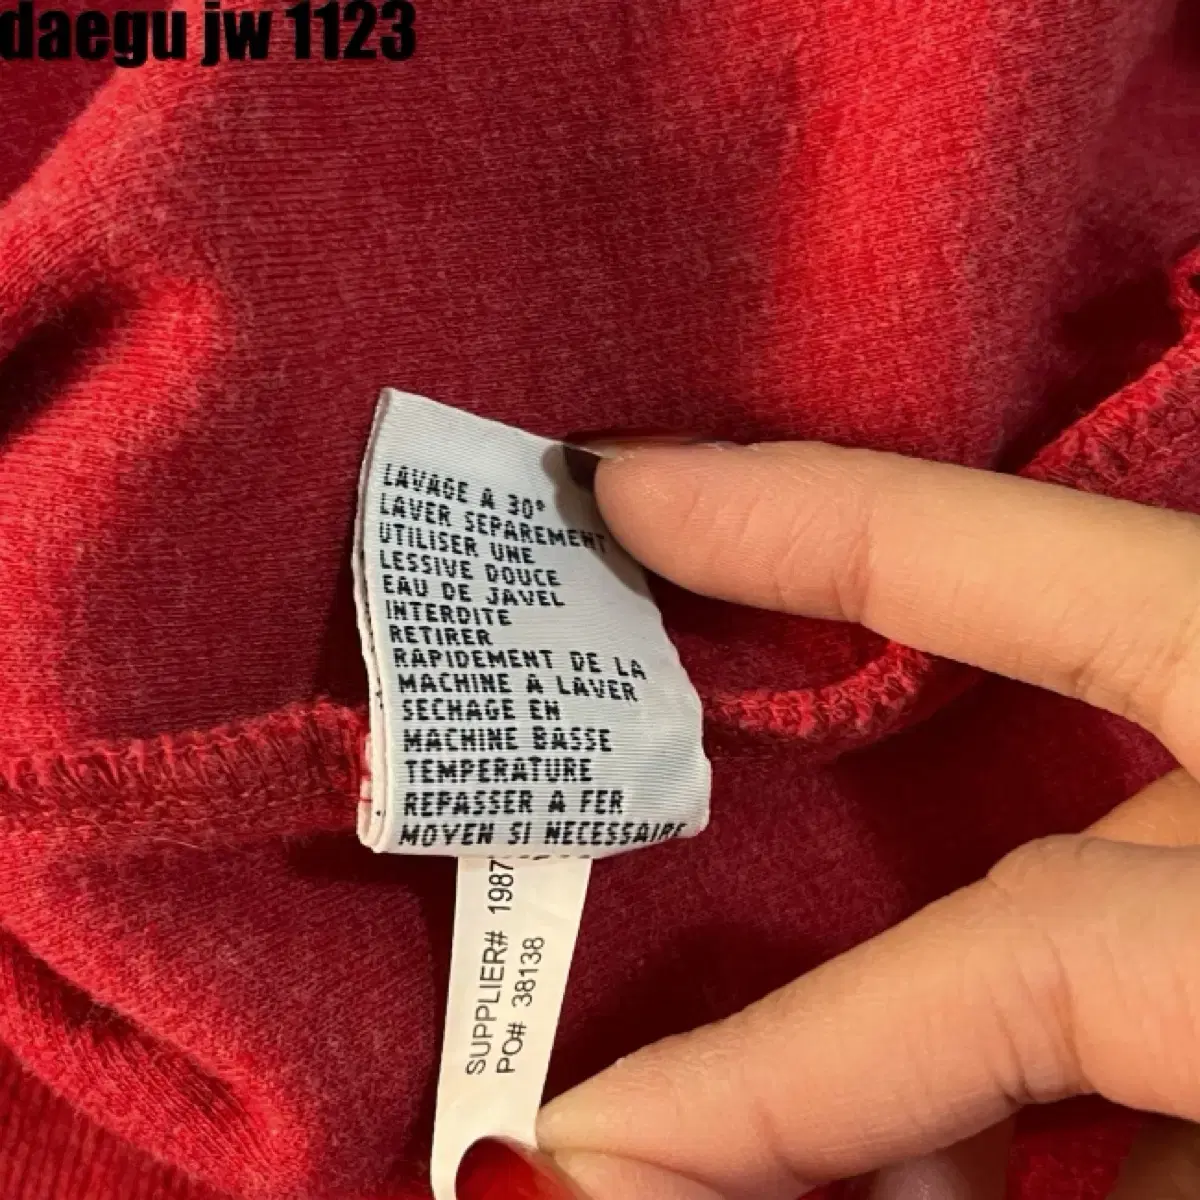 daegu jw 1123
LAVAGE A 30°
LAVER SEPAREMENT
UTILISER UNE
LESSIVE DOUCE
EAU DE JAVEL
INTERDITE
RETIRER
RAPIDEMENT DE LA
MACHINE A LAVER
SECHAGE EN
MACHINE BASSE
TEMPERATURE
REPASSER A FER
MOYEN SI NECESSAIRE
SUPPLIER# 1987
PO# 38138